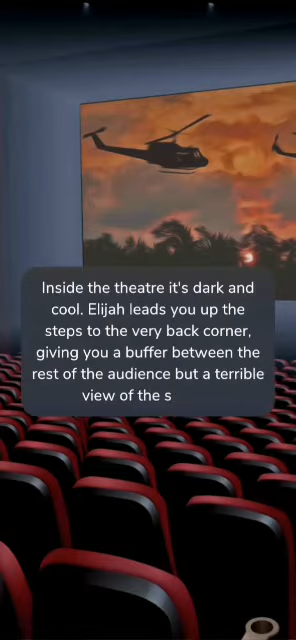 Inside the theatre it's dark and
cool. Elijah leads you up the
steps to the very back corner,
giving you a buffer between the
rest of the audience but a terrible
view of the s